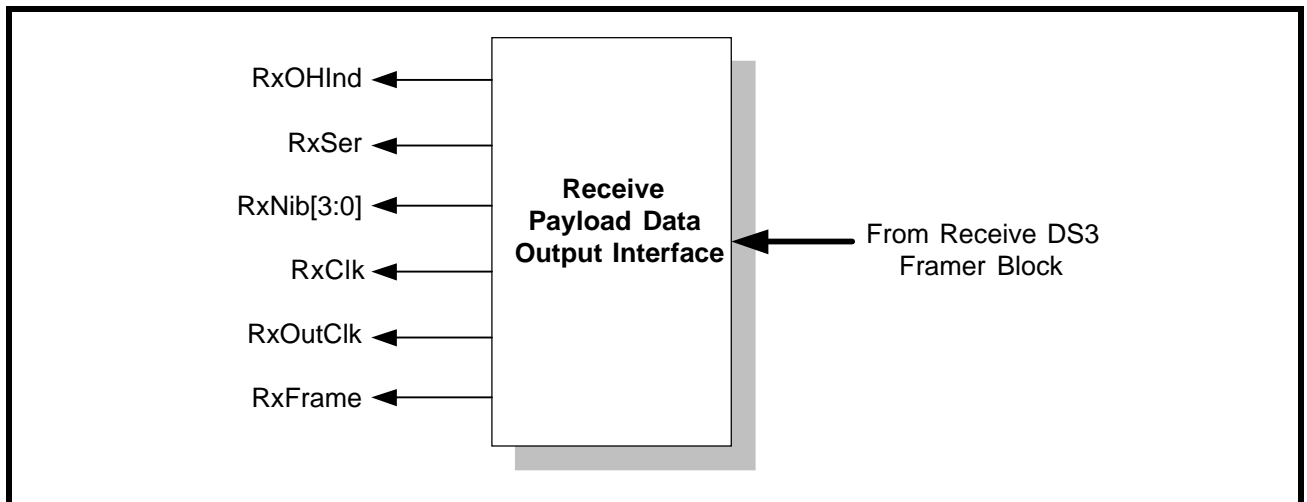 RxOHInd
RxSer
RxNib[3:0]
RxClk
RxOutClk
RxFrame
Receive
Payload Data
Output Interface
From Receive DS3
Framer Block